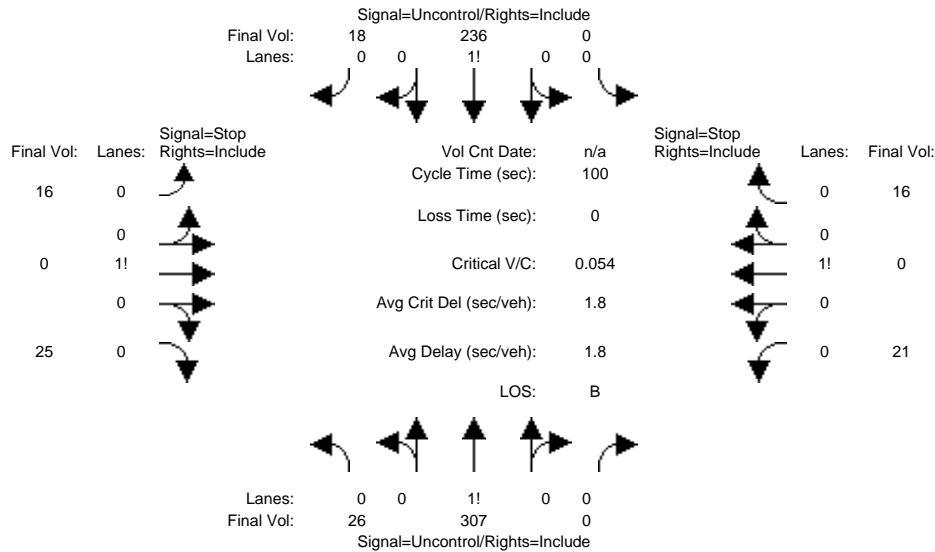 Signal=Uncontrol/Rights=Include
Final Vol: 18 236 0
Lanes: 0 0 1! 0 0
Signal=Stop Signal=Stop
Final Vol: Lanes: Rights=Include Vol Cnt Date: n/a Rights=Include Lanes: Final Vol:
Cycle Time (sec): 100
16 0 0 16
Loss Time (sec): 0
0 0
0 1! Critical V/C: 0.054 1! 0
0 Avg Crit Del (sec/veh): 1.8 0
25 0 Avg Delay (sec/veh): 1.8 0 21
LOS: B
Lanes: 0 0 1! 0 0
Final Vol: 26 307 0
Signal=Uncontrol/Rights=Include